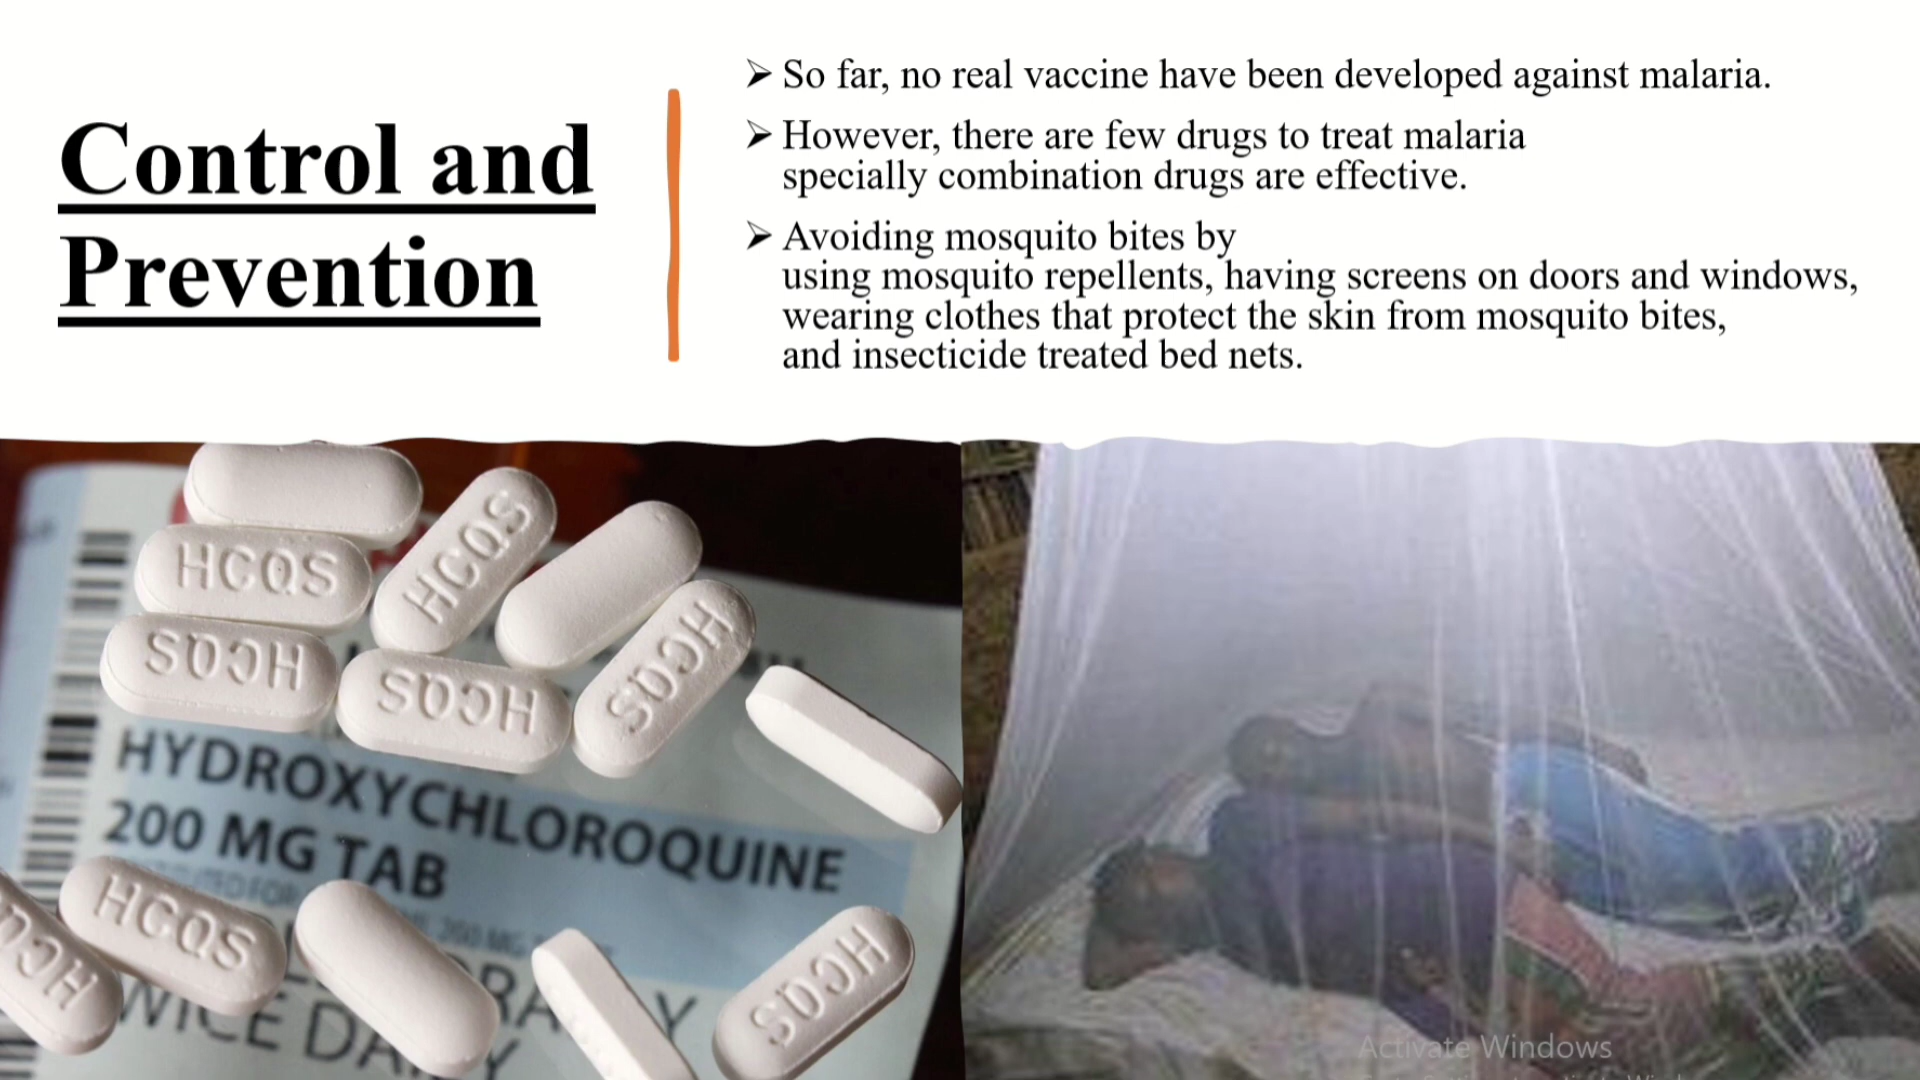 Control and
Prevention
➢ So far, no real vaccine have been developed against malaria.
➢ However, there are few drugs to treat malaria
specially combination drugs are effective.
➢ Avoiding mosquito bites by
using mosquito repellents, having screens on doors and windows,
wearing clothes that protect the skin from mosquito bites,
and insecticide treated bed nets.
HCQS
HCQS
HCQS
HCQS
HCQS
HYDROXYCHLOROQUINE
200 MG TAB
HCQS
HCQS
HCQS
Activate Windows